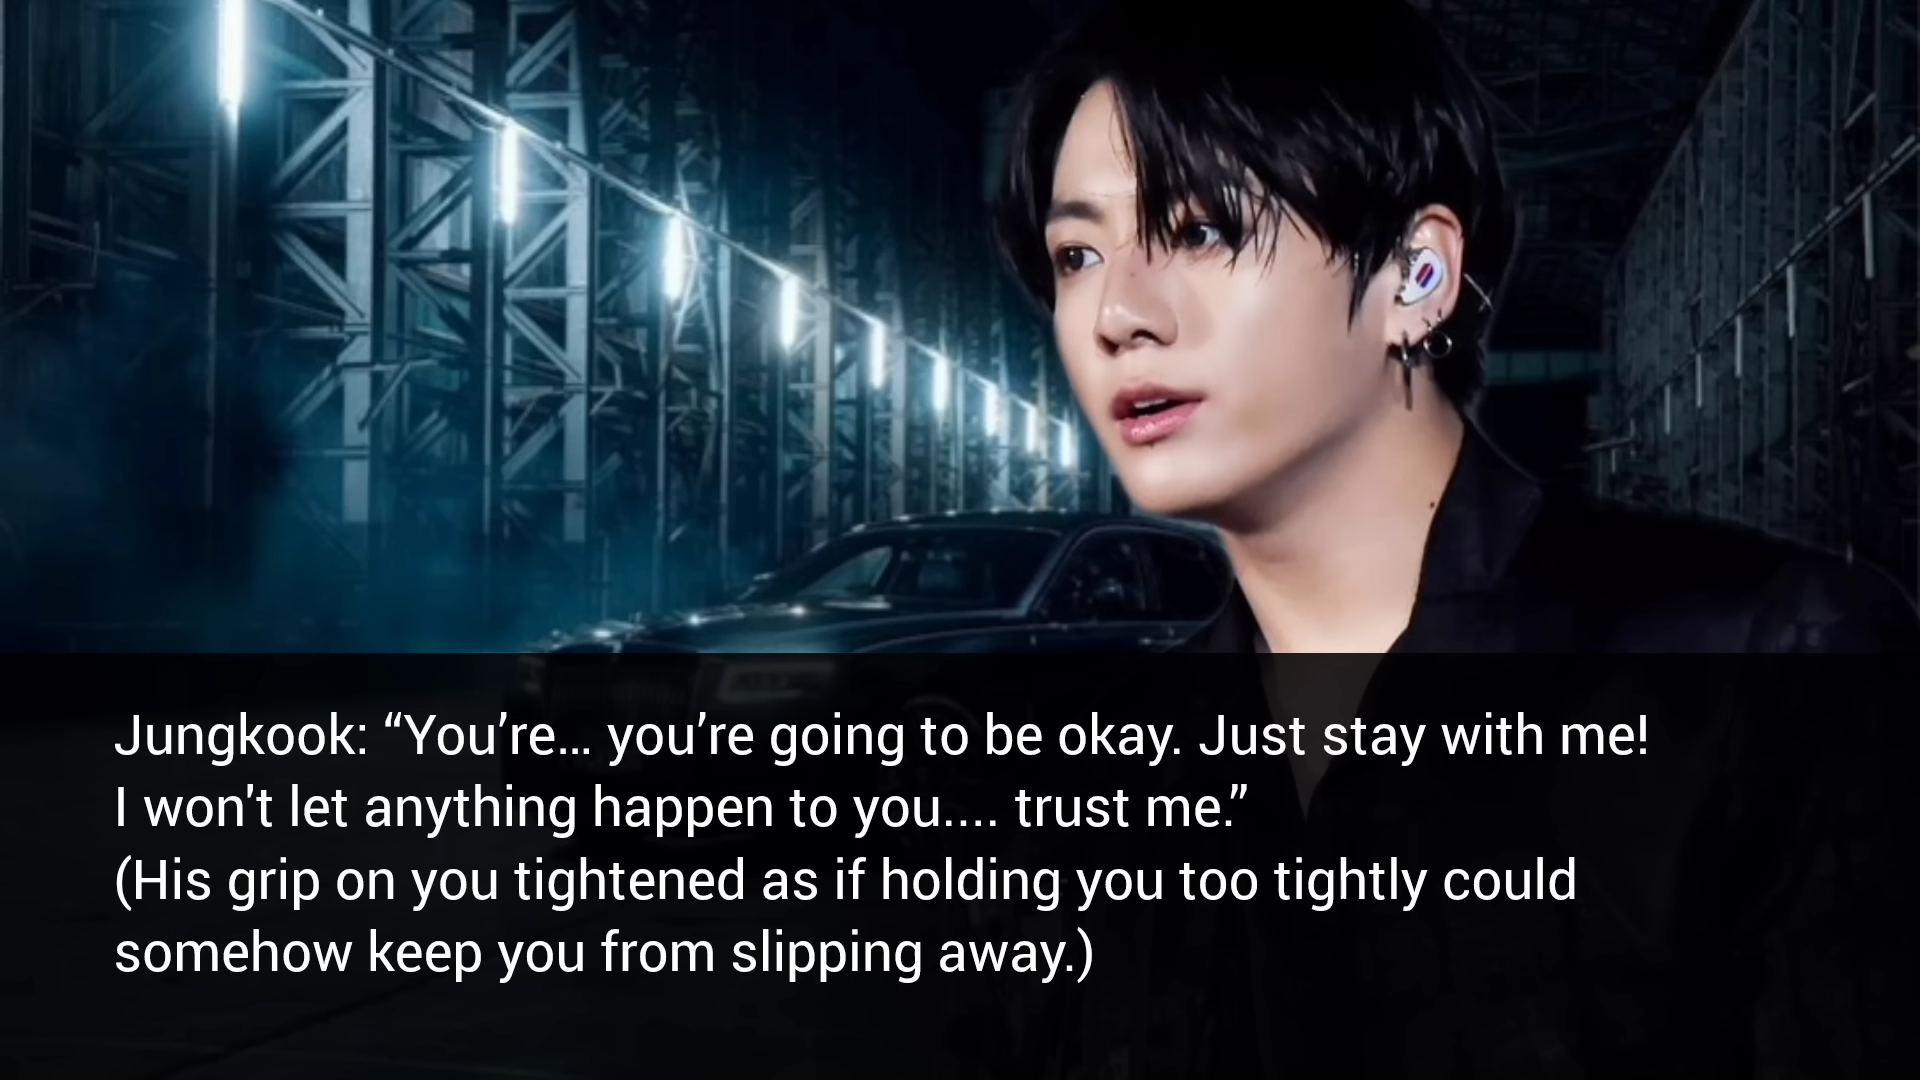 Jungkook: “You’re... you’re going to be okay. Just stay with me!
I won't let anything happen to you.... trust me.”
(His grip on you tightened as if holding you too tightly could
somehow keep you from slipping away.)